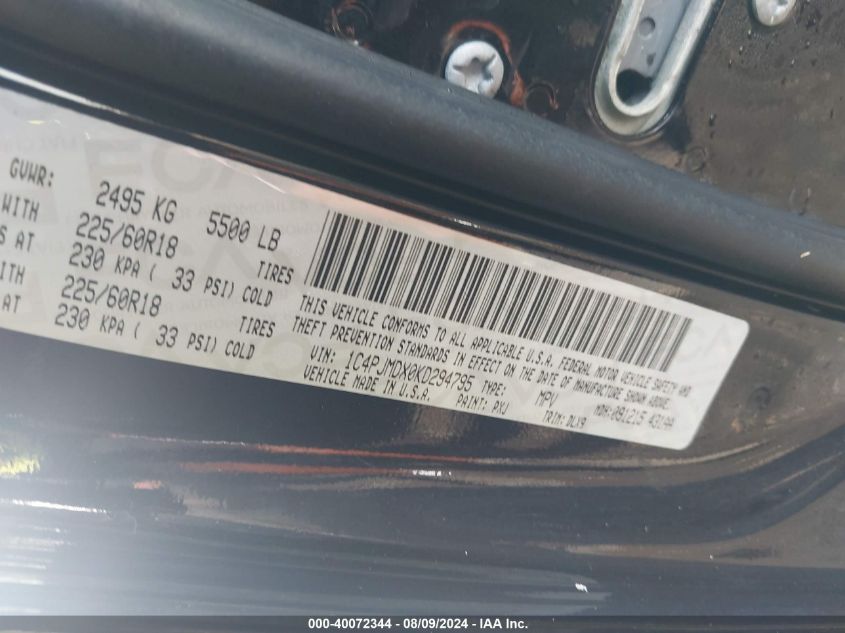 GVWR: 2495 KG 5500 LB
WITH 225/60R18 TIRES
S AT 230 KPA ( 33 PSI) COLD
ITH 225/60R18 TIRES
AT 230 KPA ( 33 PSI) COLD
THIS VEHICLE CONFORMS TO ALL APPLICABLE U.S.A. FEDERAL MOTOR VEHICLE SAFETY AND
THEFT PREVENTION STANDARDS IN EFFECT ON THE DATE OF MANUFACTURE SHOWN ABOVE.
VIN: 1C4PJMDX0KD294795 TYPE: MPV
VEHICLE MADE IN U.S.A. PAINT: PXJ TRIM: DLX9 MDH: 081215 431AA
000-40072344 - 08/09/2024 - IAA Inc.